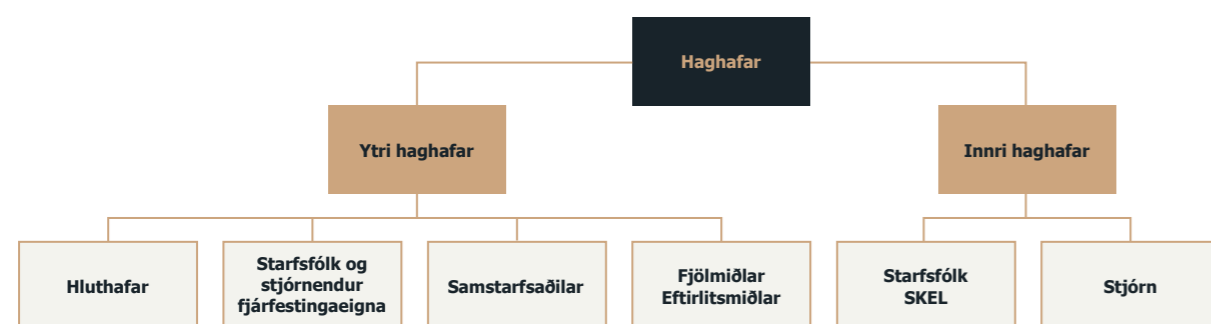 Haghafar
Ytri haghafar
Innri haghafar
Hluthafar
Starfsfólk og
stjórnendur
fjárfestingaeigna
Samstarfsaðilar
Fjölmiðlar
Eftirlitsmiðlar
Starfsfólk
SKEL
Stjórn